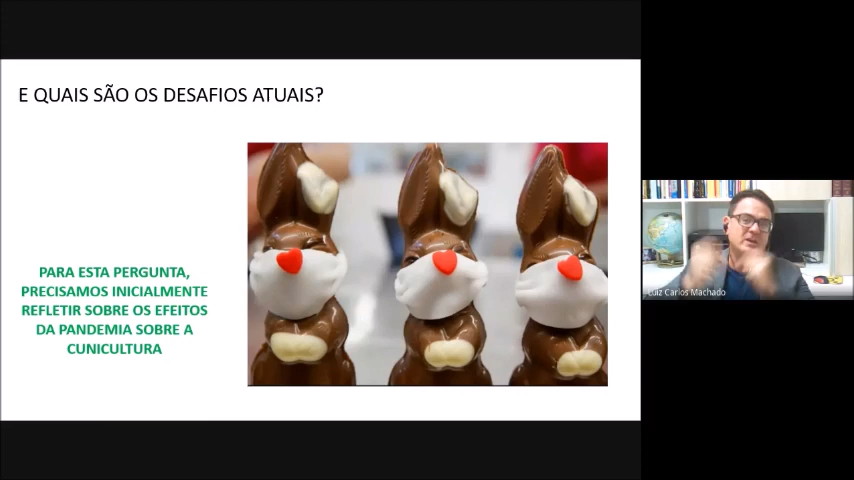 E QUAIS SÃO OS DESAFIOS ATUAIS?
PARA ESTA PERGUNTA,
PRECISAMOS INICIALMENTE
REFLETIR SOBRE OS EFEITOS
DA PANDEMIA SOBRE A
CUNICULTURA
Luiz Carlos Machado